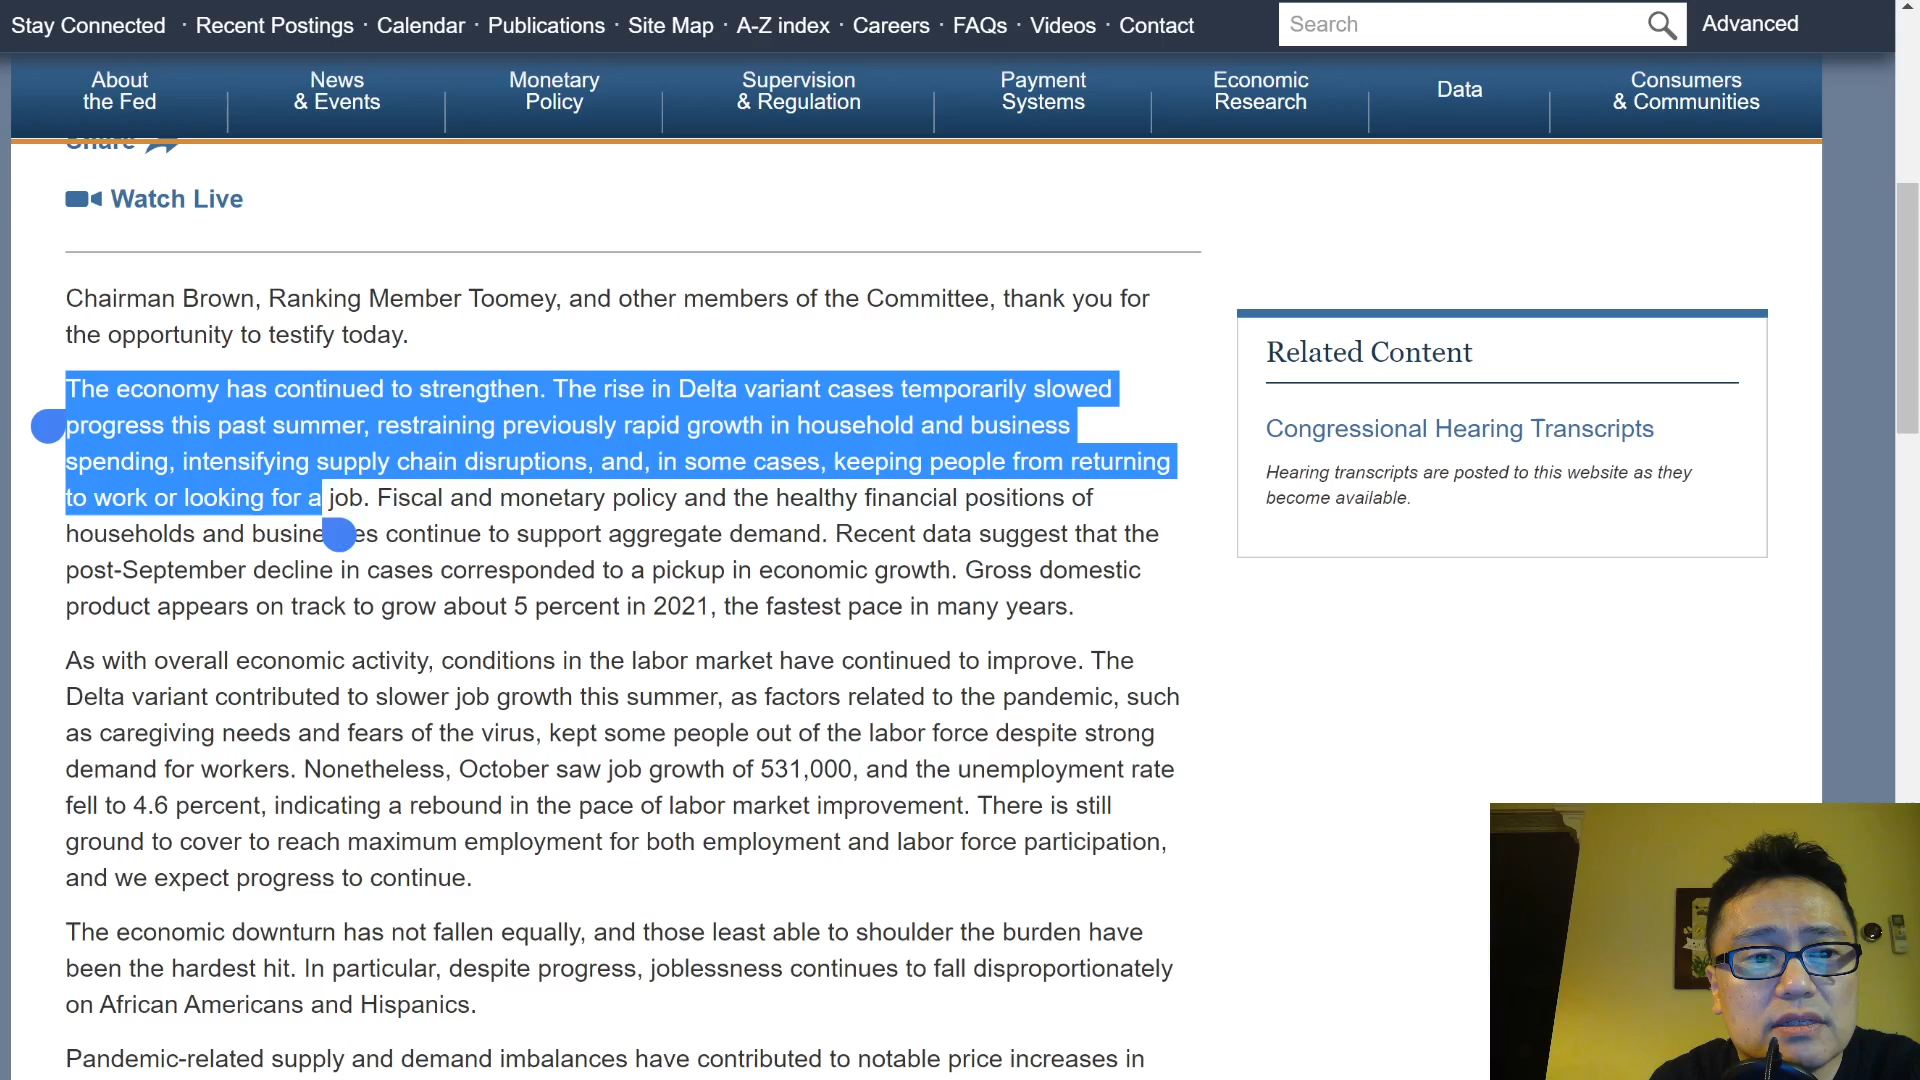 Stay Connected · Recent Postings · Calendar · Publications · Site Map · A-Z index · Careers · FAQs · Videos · Contact
Search
Advanced
About
the Fed
News
& Events
Monetary
Policy
Supervision
& Regulation
Payment
Systems
Economic
Research
Data
Consumers
& Communities
Share
Watch Live
Chairman Brown, Ranking Member Toomey, and other members of the Committee, thank you for
the opportunity to testify today.
The economy has continued to strengthen. The rise in Delta variant cases temporarily slowed
progress this past summer, restraining previously rapid growth in household and business
spending, intensifying supply chain disruptions, and, in some cases, keeping people from returning
to work or looking for a job. Fiscal and monetary policy and the healthy financial positions of
households and businesses continue to support aggregate demand. Recent data suggest that the
post-September decline in cases corresponded to a pickup in economic growth. Gross domestic
product appears on track to grow about 5 percent in 2021, the fastest pace in many years.
As with overall economic activity, conditions in the labor market have continued to improve. The
Delta variant contributed to slower job growth this summer, as factors related to the pandemic, such
as caregiving needs and fears of the virus, kept some people out of the labor force despite strong
demand for workers. Nonetheless, October saw job growth of 531,000, and the unemployment rate
fell to 4.6 percent, indicating a rebound in the pace of labor market improvement. There is still
ground to cover to reach maximum employment for both employment and labor force participation,
and we expect progress to continue.
The economic downturn has not fallen equally, and those least able to shoulder the burden have
been the hardest hit. In particular, despite progress, joblessness continues to fall disproportionately
on African Americans and Hispanics.
Pandemic-related supply and demand imbalances have contributed to notable price increases in
Related Content
Congressional Hearing Transcripts
Hearing transcripts are posted to this website as they
become available.